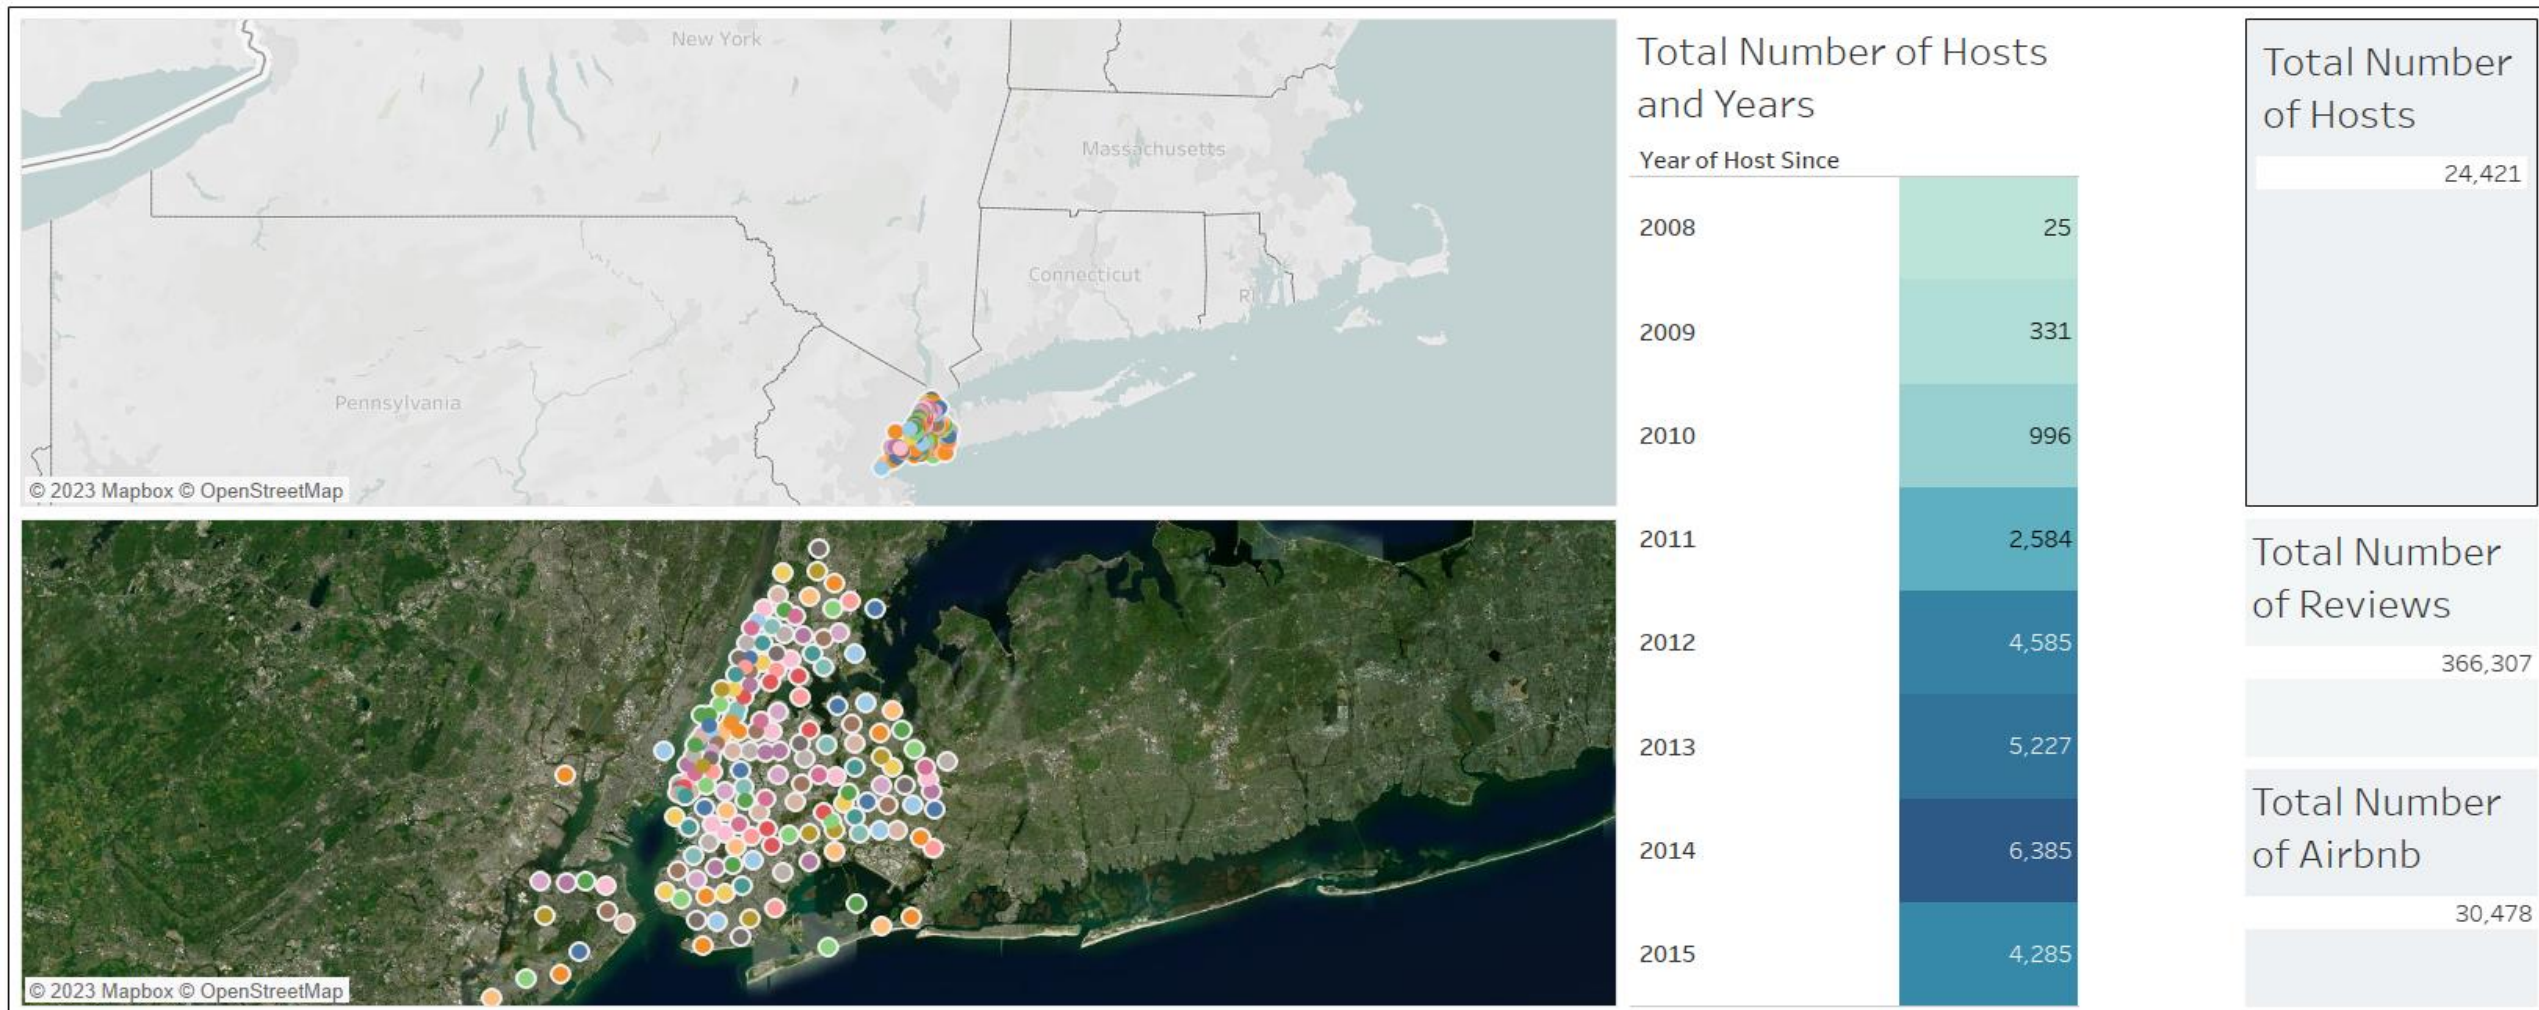 New York
Massachusetts
Connecticut
RI
Pennsylvania
© 2023 Mapbox © OpenStreetMap
© 2023 Mapbox © OpenStreetMap
Total Number of Hosts
and Years
Year of Host Since
2008 25
2009 331
2010 996
2011 2,584
2012 4,585
2013 5,227
2014 6,385
2015 4,285
Total Number
of Hosts
24,421
Total Number
of Reviews
366,307
Total Number
of Airbnb
30,478